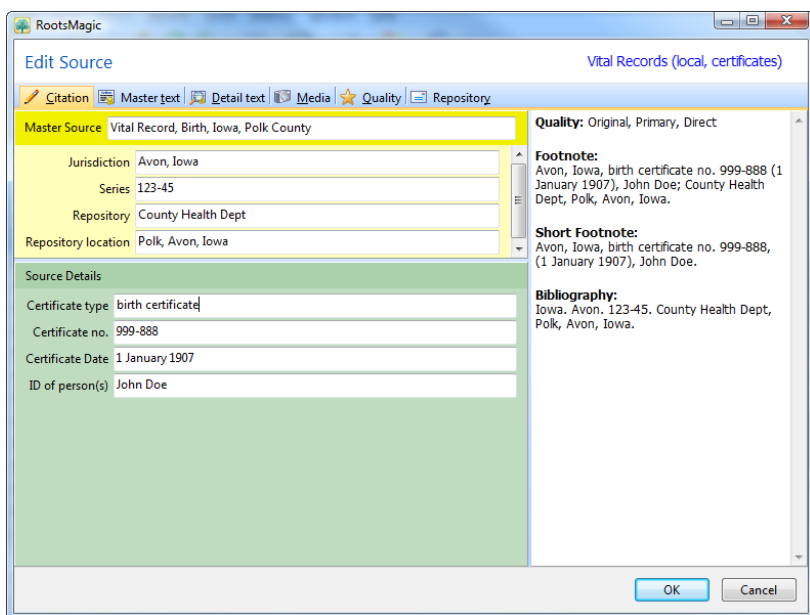 RootsMagic
Edit Source
Vital Records (local, certificates)
Citation Master text Detail text Media Quality Repository
Master Source Vital Record, Birth, Iowa, Polk County
Jurisdiction Avon, Iowa
Series 123-45
Repository County Health Dept
Repository location Polk, Avon, Iowa
Source Details
Certificate type birth certificate
Certificate no. 999-888
Certificate Date 1 January 1907
ID of person(s) John Doe
Quality: Original, Primary, Direct
Footnote:
Avon, Iowa, birth certificate no. 999-888 (1
January 1907), John Doe; County Health
Dept, Polk, Avon, Iowa.
Short Footnote:
Avon, Iowa, birth certificate no. 999-888,
(1 January 1907), John Doe.
Bibliography:
Iowa. Avon. 123-45. County Health Dept,
Polk, Avon, Iowa.
OK Cancel